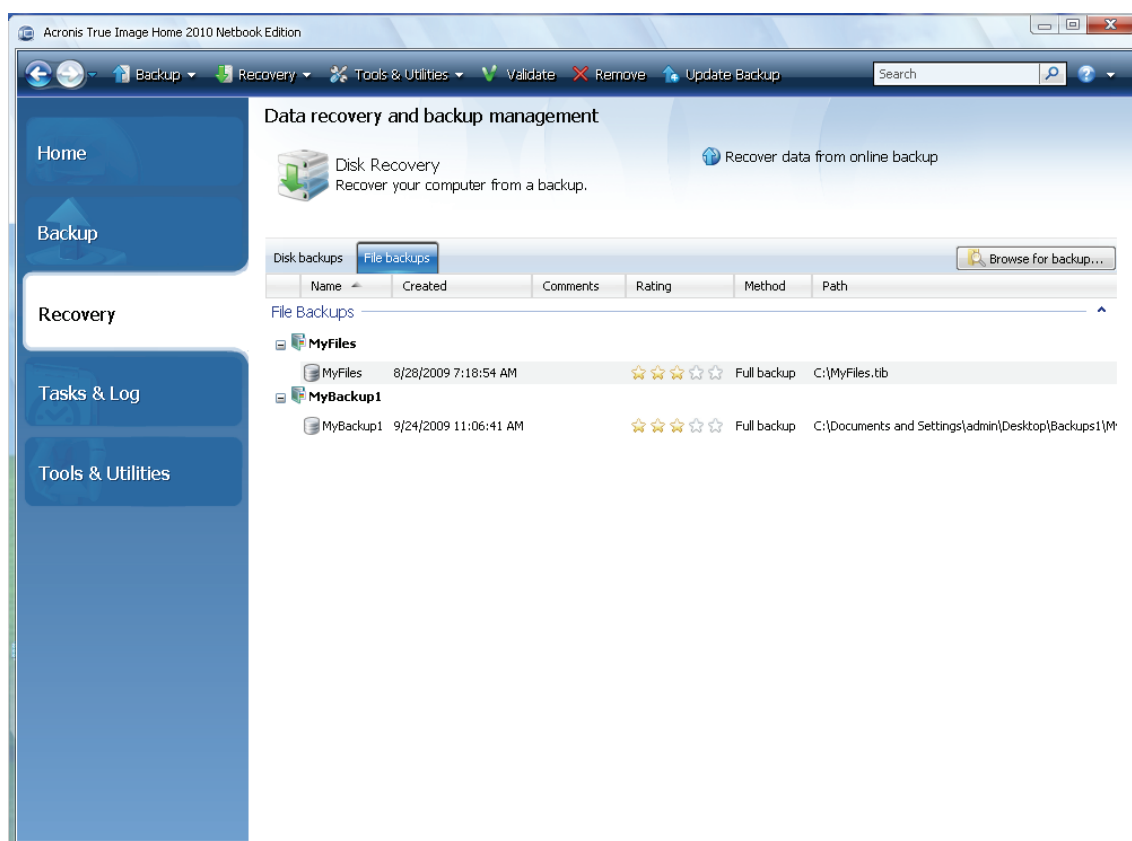 Acronis True Image Home 2010 Netbook Edition
Backup Recovery Tools & Utilities Validate Remove Update Backup Search
Data recovery and backup management
Home
Disk Recovery
Recover your computer from a backup.
Recover data from online backup
Backup
Disk backups File backups Browse for backup...
Name Created Comments Rating Method Path
File Backups
Recovery
MyFiles
MyFiles 8/28/2009 7:18:54 AM Full backup C:\MyFiles.tib
Tasks & Log
MyBackup1
MyBackup1 9/24/2009 11:06:41 AM Full backup C:\Documents and Settings\admin\Desktop\Backups1\M
Tools & Utilities